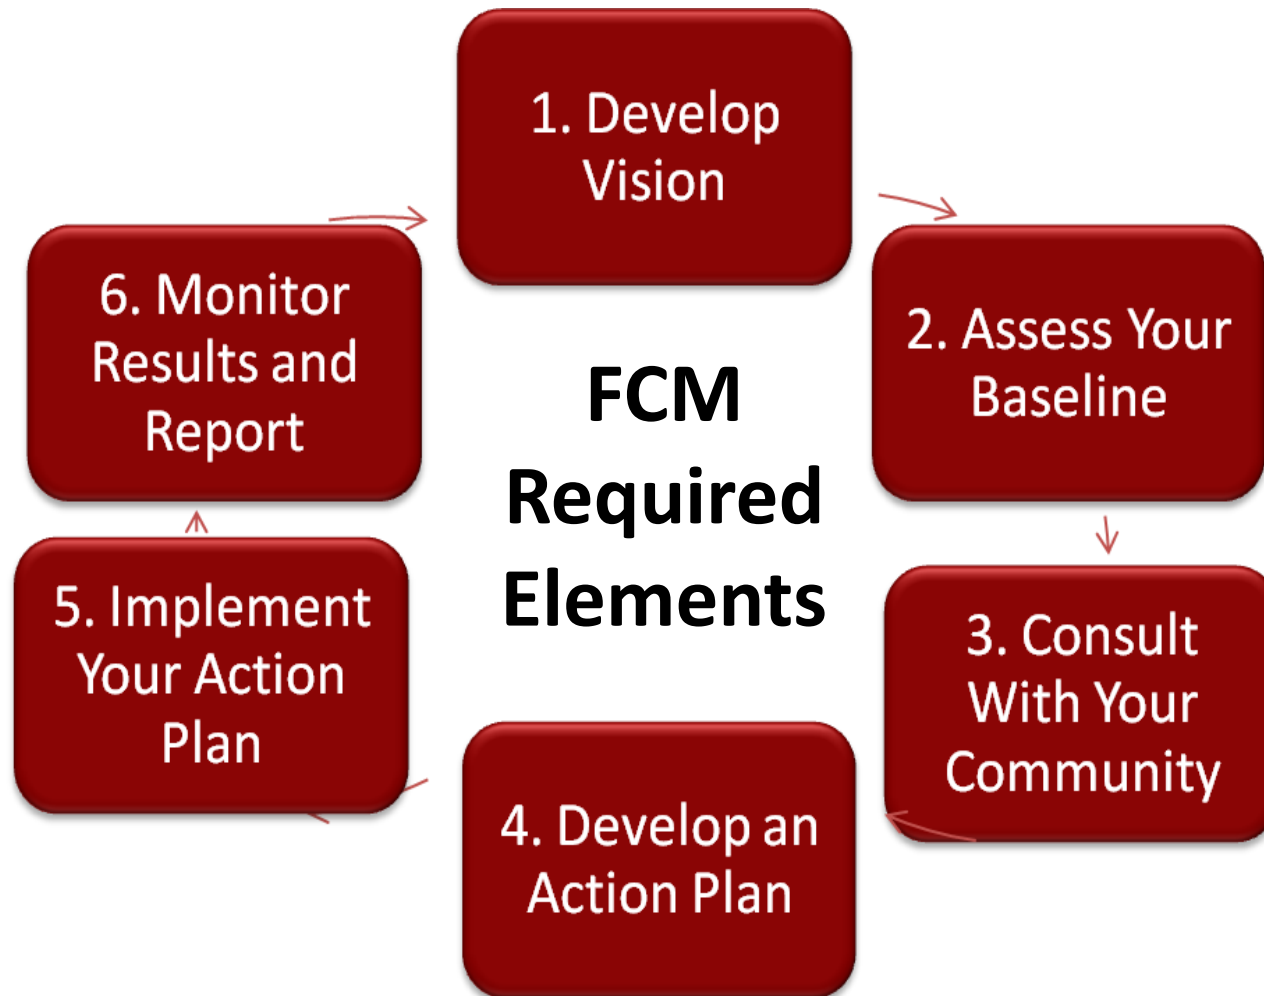 1. Develop
Vision
2. Assess Your
Baseline
3. Consult
With Your
Community
4. Develop an
Action Plan
5. Implement
Your Action
Plan
6. Monitor
Results and
Report
FCM
Required
Elements